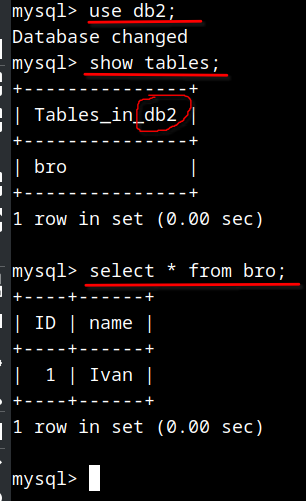 mysql> use db2;
Database changed
mysql> show tables;
+---------------+
| Tables_in_db2 |
+---------------+
| bro           |
+---------------+
1 row in set (0.00 sec)

mysql> select * from bro;
+----+------+
| ID | name |
+----+------+
|  1 | Ivan |
+----+------+
1 row in set (0.00 sec)

mysql>